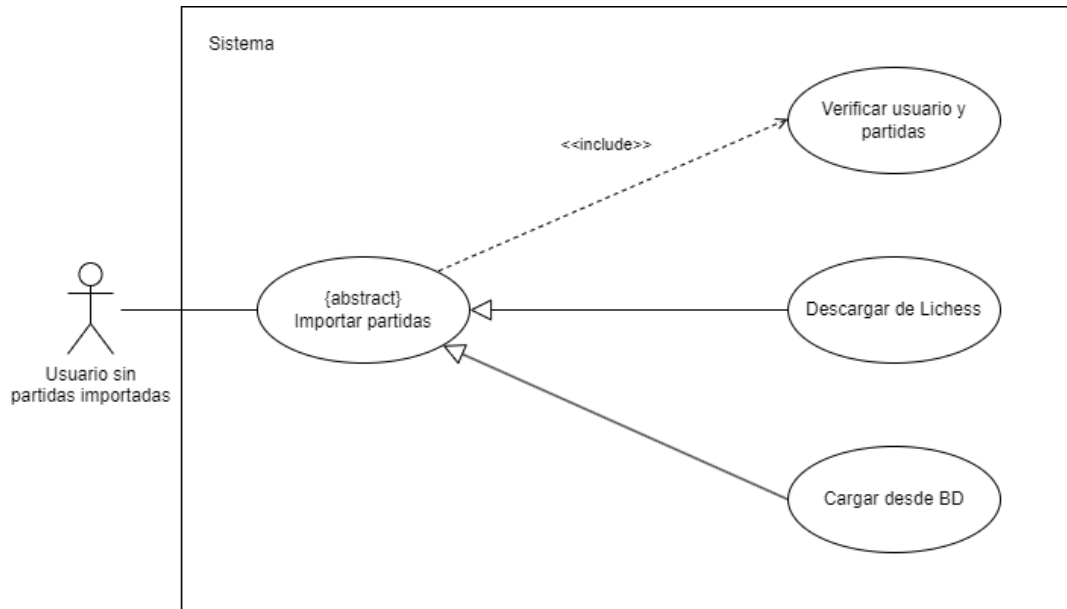 Sistema
Verificar usuario y
partidas
<<include>>
{abstract}
Importar partidas
Descargar de Lichess
Usuario sin
partidas importadas
Cargar desde BD